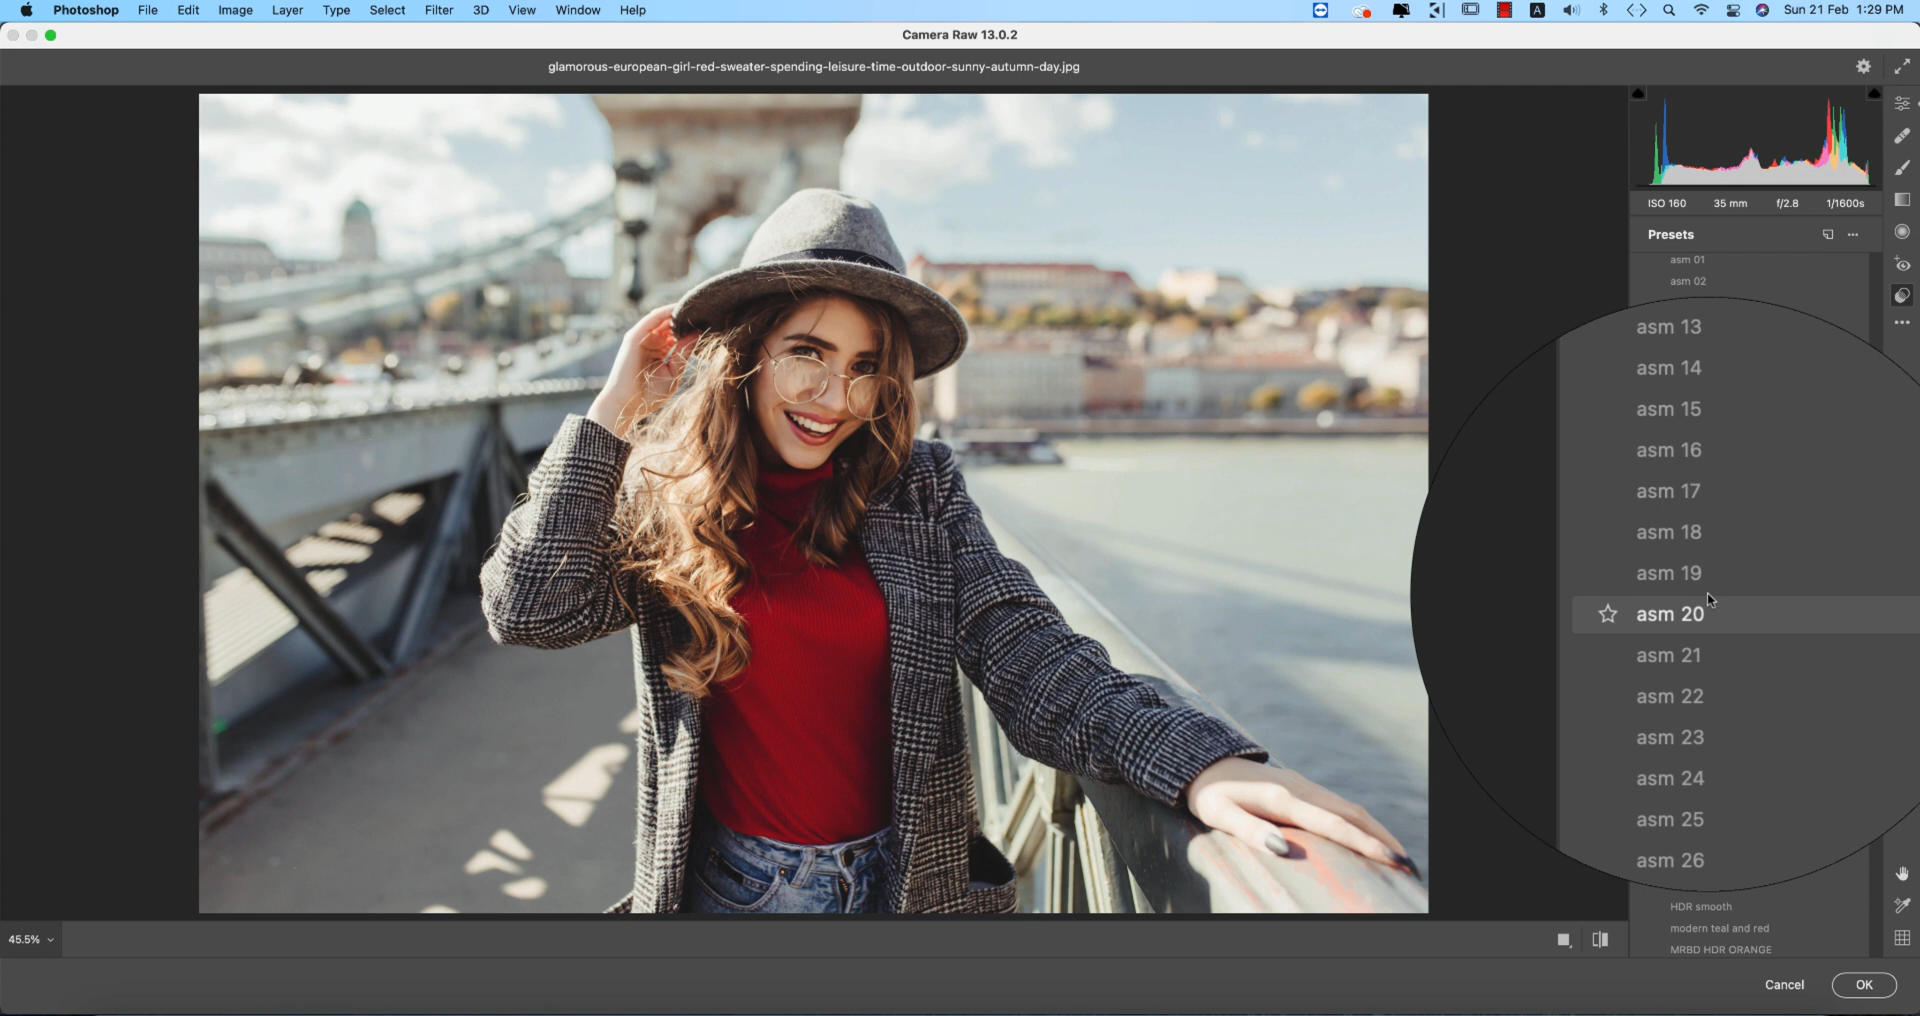 Photoshop File Edit Image Layer Type Select Filter 3D View Window Help A Sun 21 Feb 1:29 PM
Camera Raw 13.0.2
glamorous-european-girl-red-sweater-spending-leisure-time-outdoor-sunny-autumn-day.jpg
ISO 160 35 mm f/2.8 1/1600s
Presets
asm 01
asm 02
asm 13
asm 14
asm 15
asm 16
asm 17
asm 18
asm 19
asm 20
asm 21
asm 22
asm 23
asm 24
asm 25
asm 26
HDR smooth
modern teal and red
MRBD HDR ORANGE
45.5%
Cancel OK